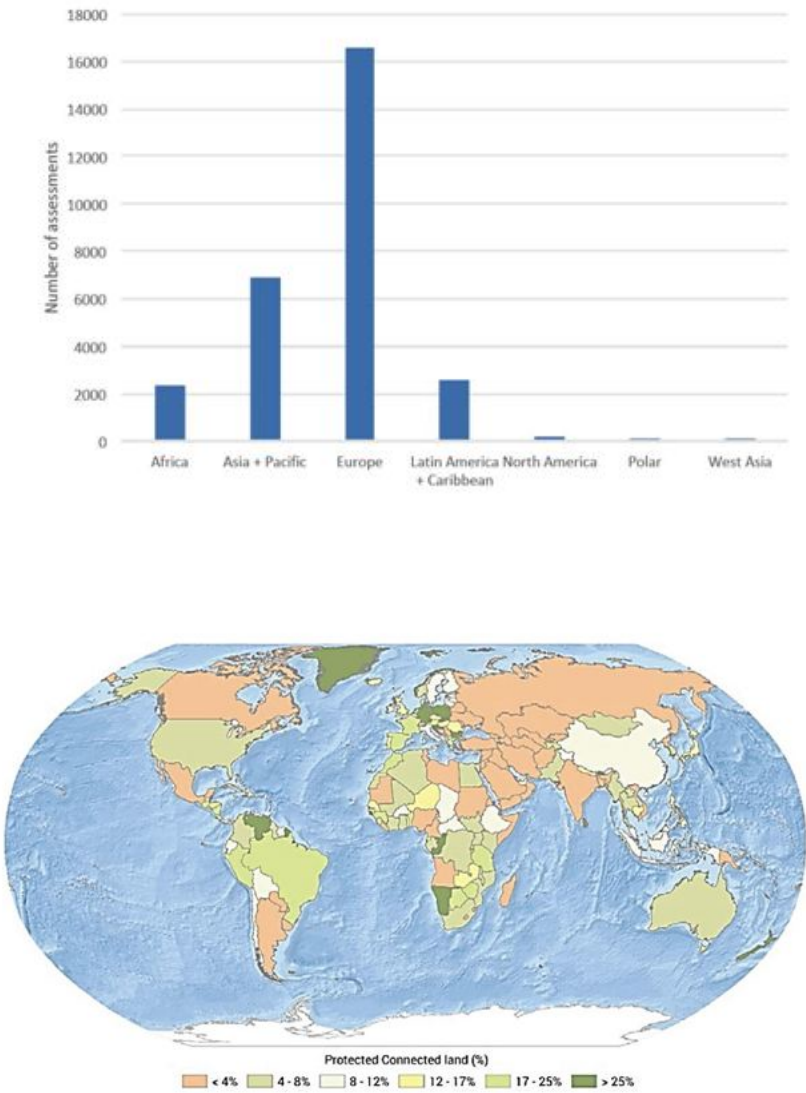 18000
16000
14000
12000
10000
8000
6000
4000
2000
0
Number of assessments
Africa
Asia + Pacific
Europe
Latin America
+ Caribbean
North America
Polar
West Asia
Protected Connected land (%)
< 4%
4 - 8%
8 - 12%
12 - 17%
17 - 25%
> 25%